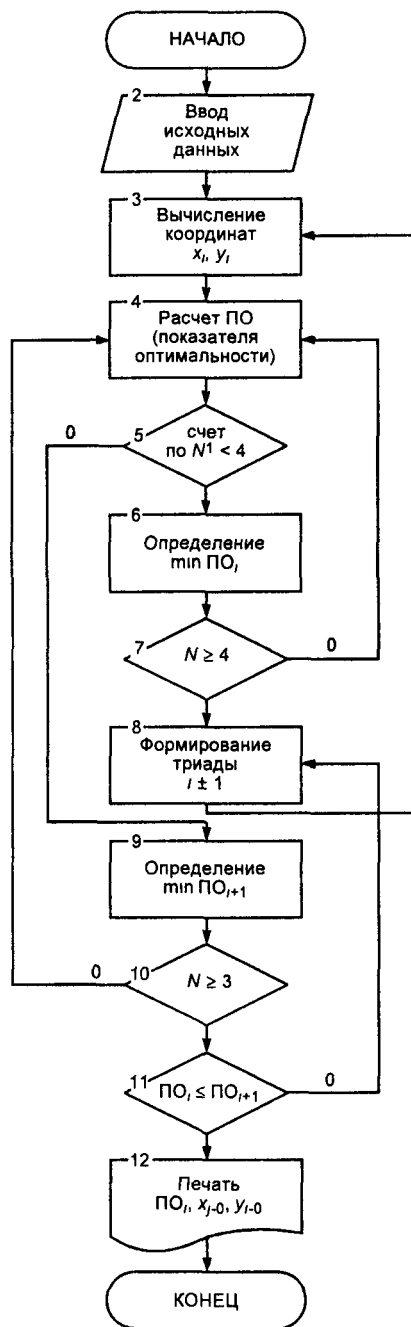 НАЧАЛО
2
Ввод
исходных
данных
3
Вычисление
координат
xᵢ, yᵢ
4
Расчет ПО
(показателя
оптимальности)
0
5
счет
по N¹ < 4
6
Определение
min ПОᵢ
7
N ≥ 4
0
8
Формирование
триады
i ± 1
9
Определение
min ПОᵢ₊₁
0
10
N ≥ 3
11
ПОᵢ ≤ ПОᵢ₊₁
0
12
Печать
ПОᵢ, xⱼ₋₀, yᵢ₋₀
КОНЕЦ